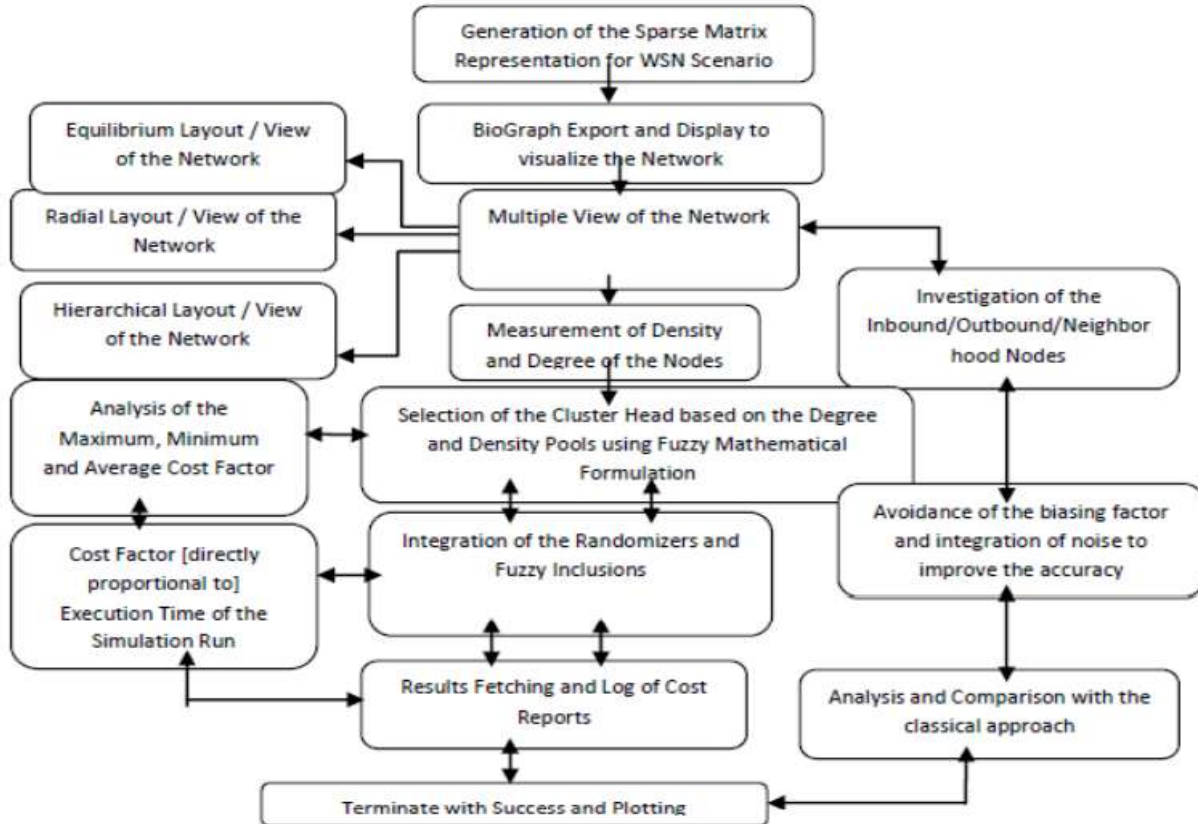 Generation of the Sparse Matrix
Representation for WSN Scenario
BioGraph Export and Display to
visualize the Network
Equilibrium Layout / View
of the Network
Multiple View of the Network
Radial Layout / View of the
Network
Hierarchical Layout / View
of the Network
Investigation of the
Inbound/Outbound/Neighbor
hood Nodes
Measurement of Density
and Degree of the Nodes
Analysis of the
Maximum, Minimum
and Average Cost Factor
Selection of the Cluster Head based on the Degree
and Density Pools using Fuzzy Mathematical
Formulation
Avoidance of the biasing factor
and integration of noise to
improve the accuracy
Cost Factor [directly
proportional to]
Execution Time of the
Simulation Run
Integration of the Randomizers and
Fuzzy Inclusions
Results Fetching and Log of Cost
Reports
Analysis and Comparison with the
classical approach
Terminate with Success and Plotting